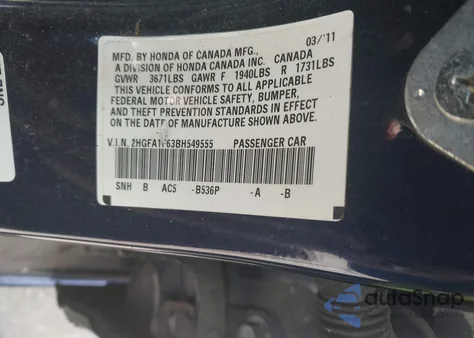 03/'11
MFD. BY HONDA OF CANADA MFG.,
A DIVISION OF HONDA CANADA INC. CANADA
GVWR 3671LBS GAWR F 1940LBS R 1731LBS
THIS VEHICLE CONFORMS TO ALL APPLICABLE
FEDERAL MOTOR VEHICLE SAFETY, BUMPER,
AND THEFT PREVENTION STANDARDS IN EFFECT
ON THE DATE OF MANUFACTURE SHOWN ABOVE.
V.I.N. 2HGFA1F63BH549555 PASSENGER CAR
SNH B AC5 -B536P -A -B
autoSnap